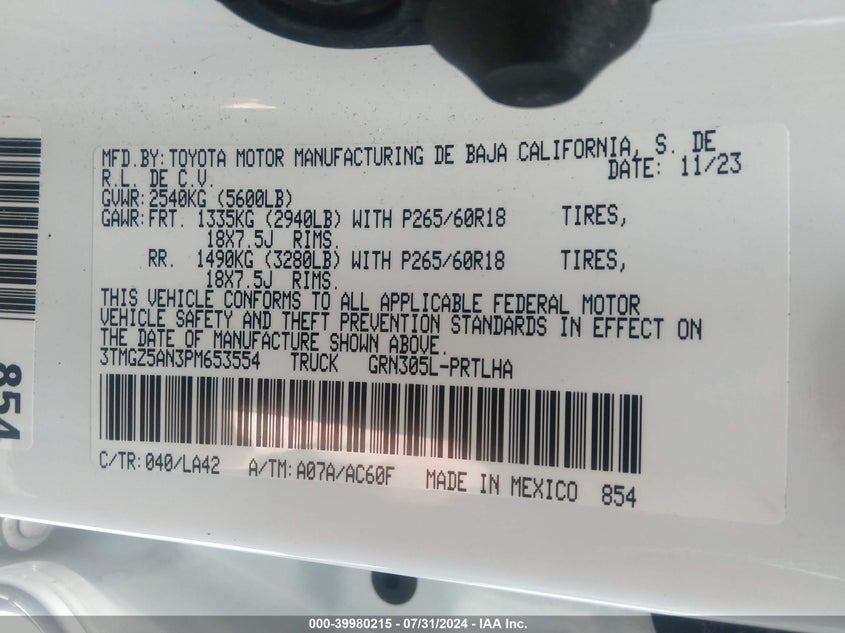 MFD.BY: TOYOTA MOTOR MANUFACTURING DE BAJA CALIFORNIA, S. DE
R.L. DE C.V. DATE: 11/23
GVWR: 2540KG (5600LB)
GAWR: FRT. 1335KG (2940LB) WITH P265/60R18 TIRES,
18X7.5J RIMS.
RR. 1490KG (3280LB) WITH P265/60R18 TIRES,
18X7.5J RIMS.
THIS VEHICLE CONFORMS TO ALL APPLICABLE FEDERAL MOTOR
VEHICLE SAFETY AND THEFT PREVENTION STANDARDS IN EFFECT ON
THE DATE OF MANUFACTURE SHOWN ABOVE.
3TMGZ5AN3PM653554 TRUCK GRN305L-PRTLHA
C/TR: 040/LA42 A/TM: A07A/AC60F MADE IN MEXICO 854
854
000-39980215 - 07/31/2024 - IAA Inc.